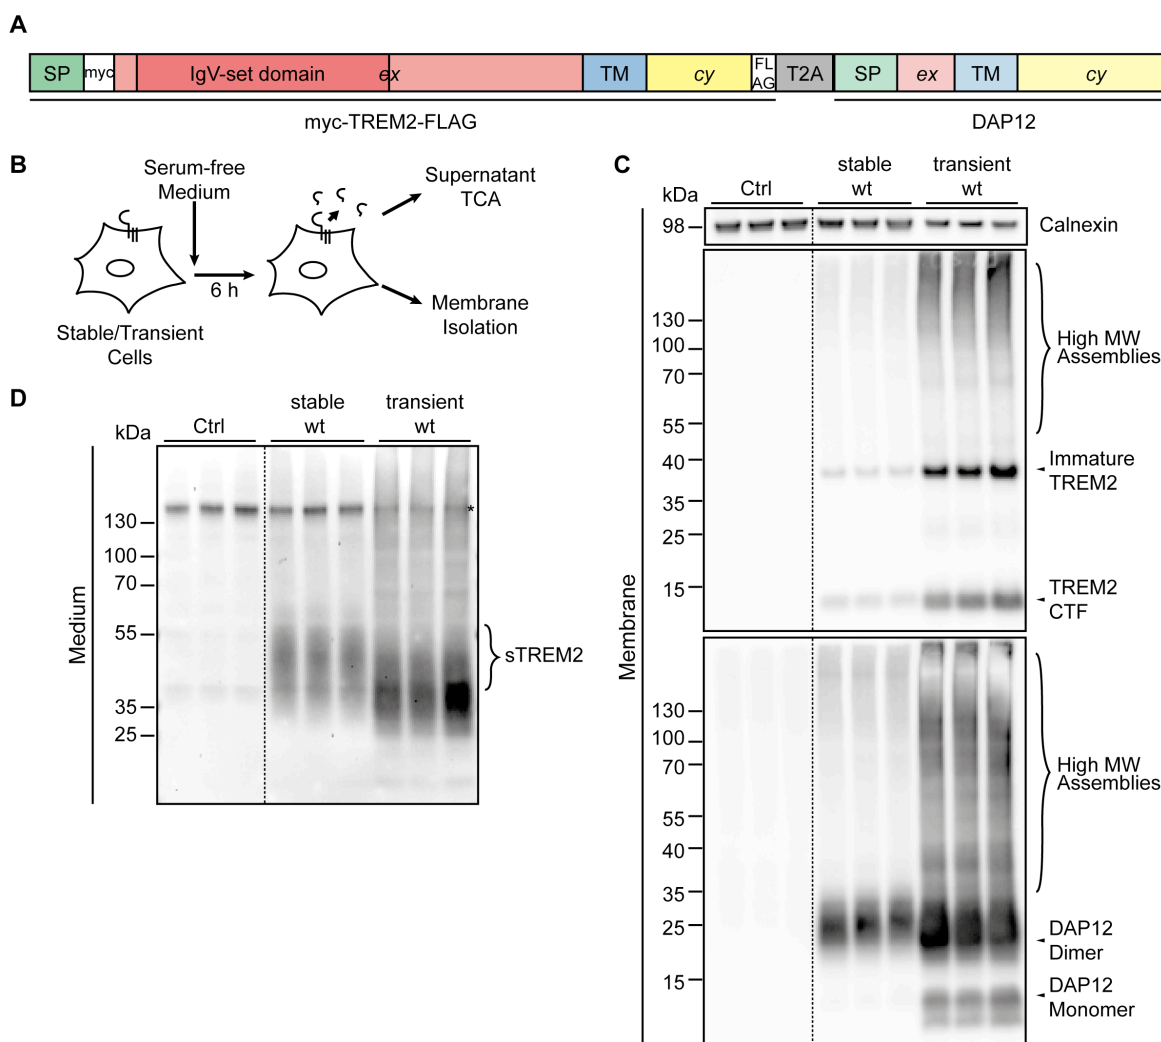 A
SP
myc
IgV-set domain
ex
TM
cy
FL
AG
T2A
SP
ex
TM
cy
myc-TREM2-FLAG
DAP12
B
Serum-free
Medium
6 h
Stable/Transient
Cells
Supernatant
TCA
Membrane
Isolation
C
kDa
Ctrl
stable
wt
transient
wt
98
Calnexin
130
100
70
55
40
35
25
15
High MW
Assemblies
Immature
TREM2
TREM2
CTF
Membrane
130
100
70
55
40
35
25
15
High MW
Assemblies
DAP12
Dimer
DAP12
Monomer
D
kDa
Ctrl
stable
wt
transient
wt
Medium
130
100
70
55
35
25
*
sTREM2